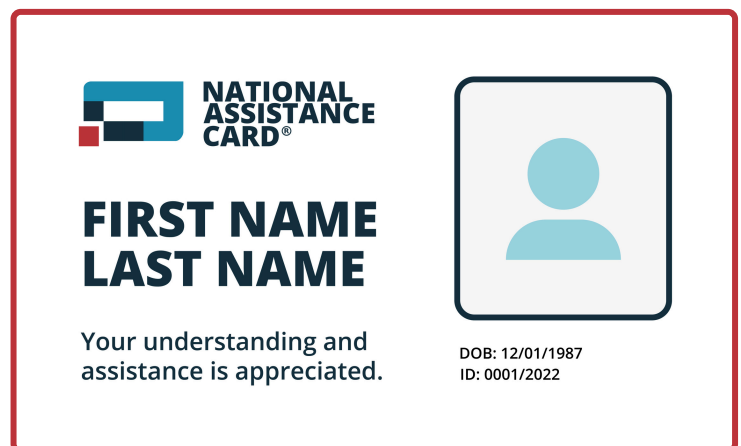 NATIONAL
ASSISTANCE
CARD®
FIRST NAME
LAST NAME
Your understanding and
assistance is appreciated.
DOB: 12/01/1987
ID: 0001/2022